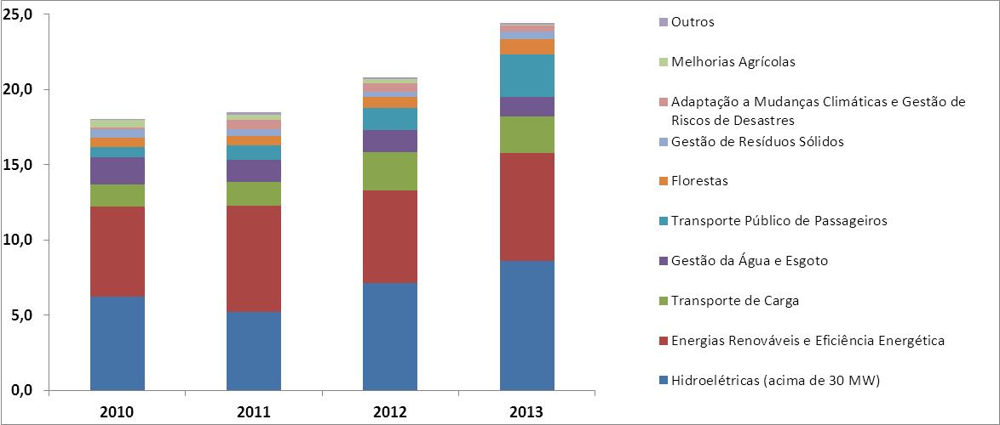 25,0
20,0
15,0
10,0
5,0
0,0
2010
2011
2012
2013
Outros
Melhorias Agrícolas
Adaptação a Mudanças Climáticas e Gestão de
Riscos de Desastres
Gestão de Resíduos Sólidos
Florestas
Transporte Público de Passageiros
Gestão da Água e Esgoto
Transporte de Carga
Energias Renováveis e Eficiência Energética
Hidroelétricas (acima de 30 MW)